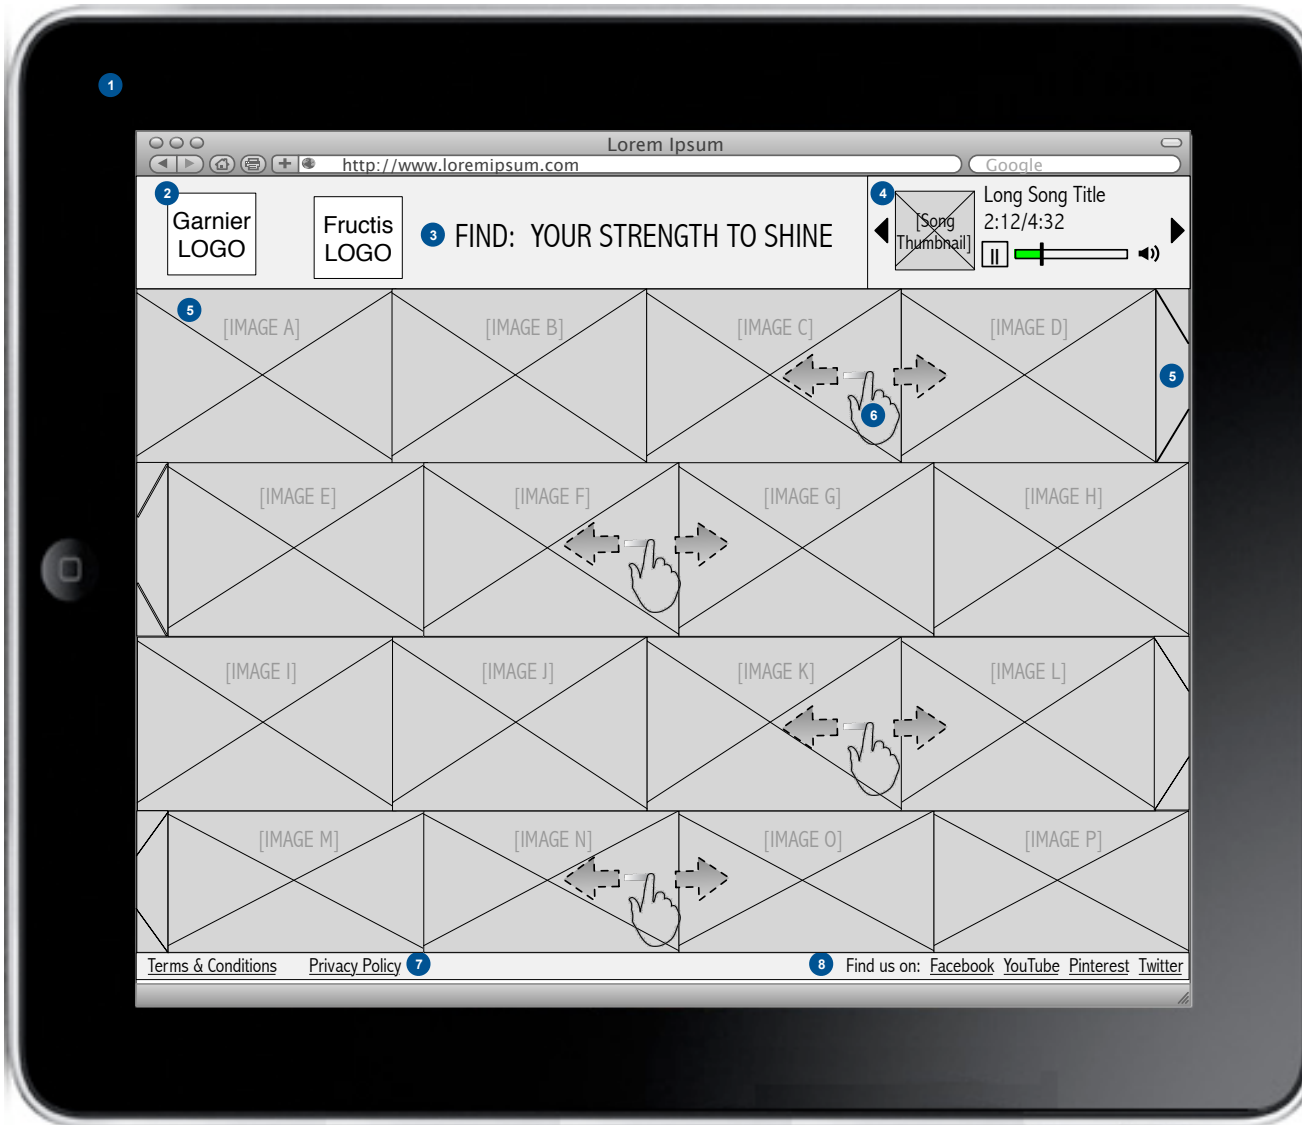 1
Lorem Ipsum
http://www.loremipsum.com
Google
2
Garnier
LOGO
Fructis
LOGO
3
FIND: YOUR STRENGTH TO SHINE
4
[Song
Thumbnail]
Long Song Title
2:12/4:32
5
[IMAGE A]
[IMAGE B]
[IMAGE C]
[IMAGE D]
5
6
[IMAGE E]
[IMAGE F]
[IMAGE G]
[IMAGE H]
[IMAGE I]
[IMAGE J]
[IMAGE K]
[IMAGE L]
[IMAGE M]
[IMAGE N]
[IMAGE O]
[IMAGE P]
Terms & Conditions
Privacy Policy
7
8
Find us on: Facebook YouTube Pinterest Twitter